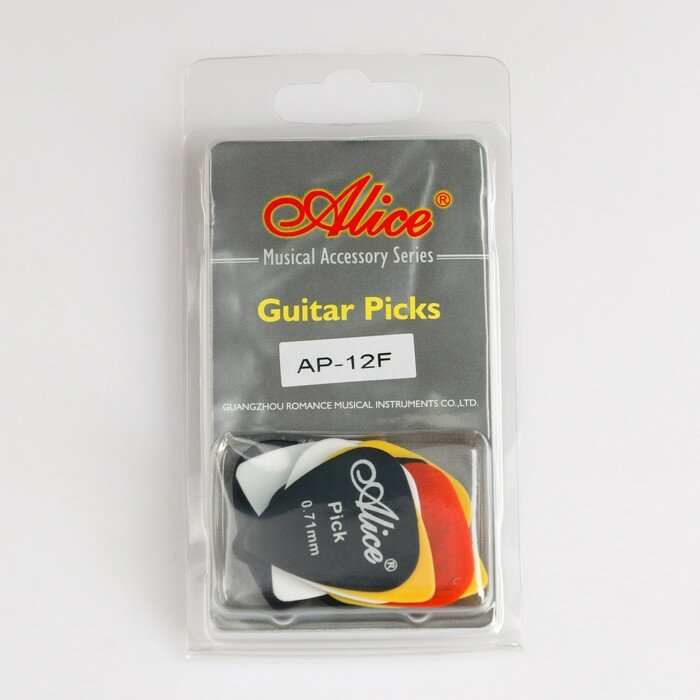 Alice®
Musical Accessory Series
Guitar Picks
AP-12F
GUANGZHOU ROMANCE MUSICAL INSTRUMENTS CO.,LTD.
Alice®
Pick
0.71mm